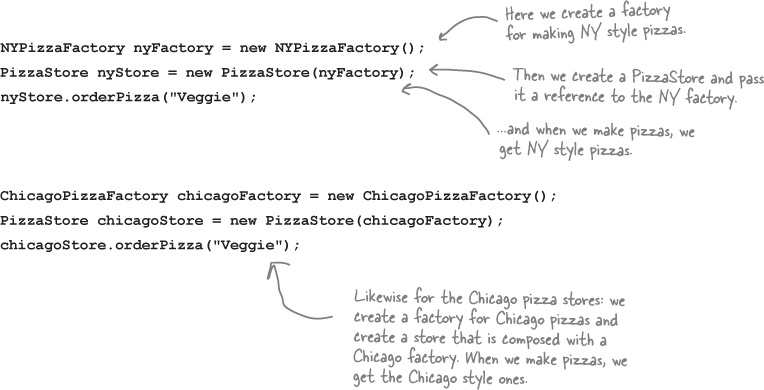 Here we create a factory
for making NY style pizzas.
NYPizzaFactory nyFactory = new NYPizzaFactory();
PizzaStore nyStore = new PizzaStore(nyFactory);
nyStore.orderPizza("Veggie");
Then we create a PizzaStore and pass
it a reference to the NY factory.
...and when we make pizzas, we
get NY style pizzas.
ChicagoPizzaFactory chicagoFactory = new ChicagoPizzaFactory();
PizzaStore chicagoStore = new PizzaStore(chicagoFactory);
chicagoStore.orderPizza("Veggie");
Likewise for the Chicago pizza stores: we
create a factory for Chicago pizzas and
create a store that is composed with a
Chicago factory. When we make pizzas, we
get the Chicago style ones.